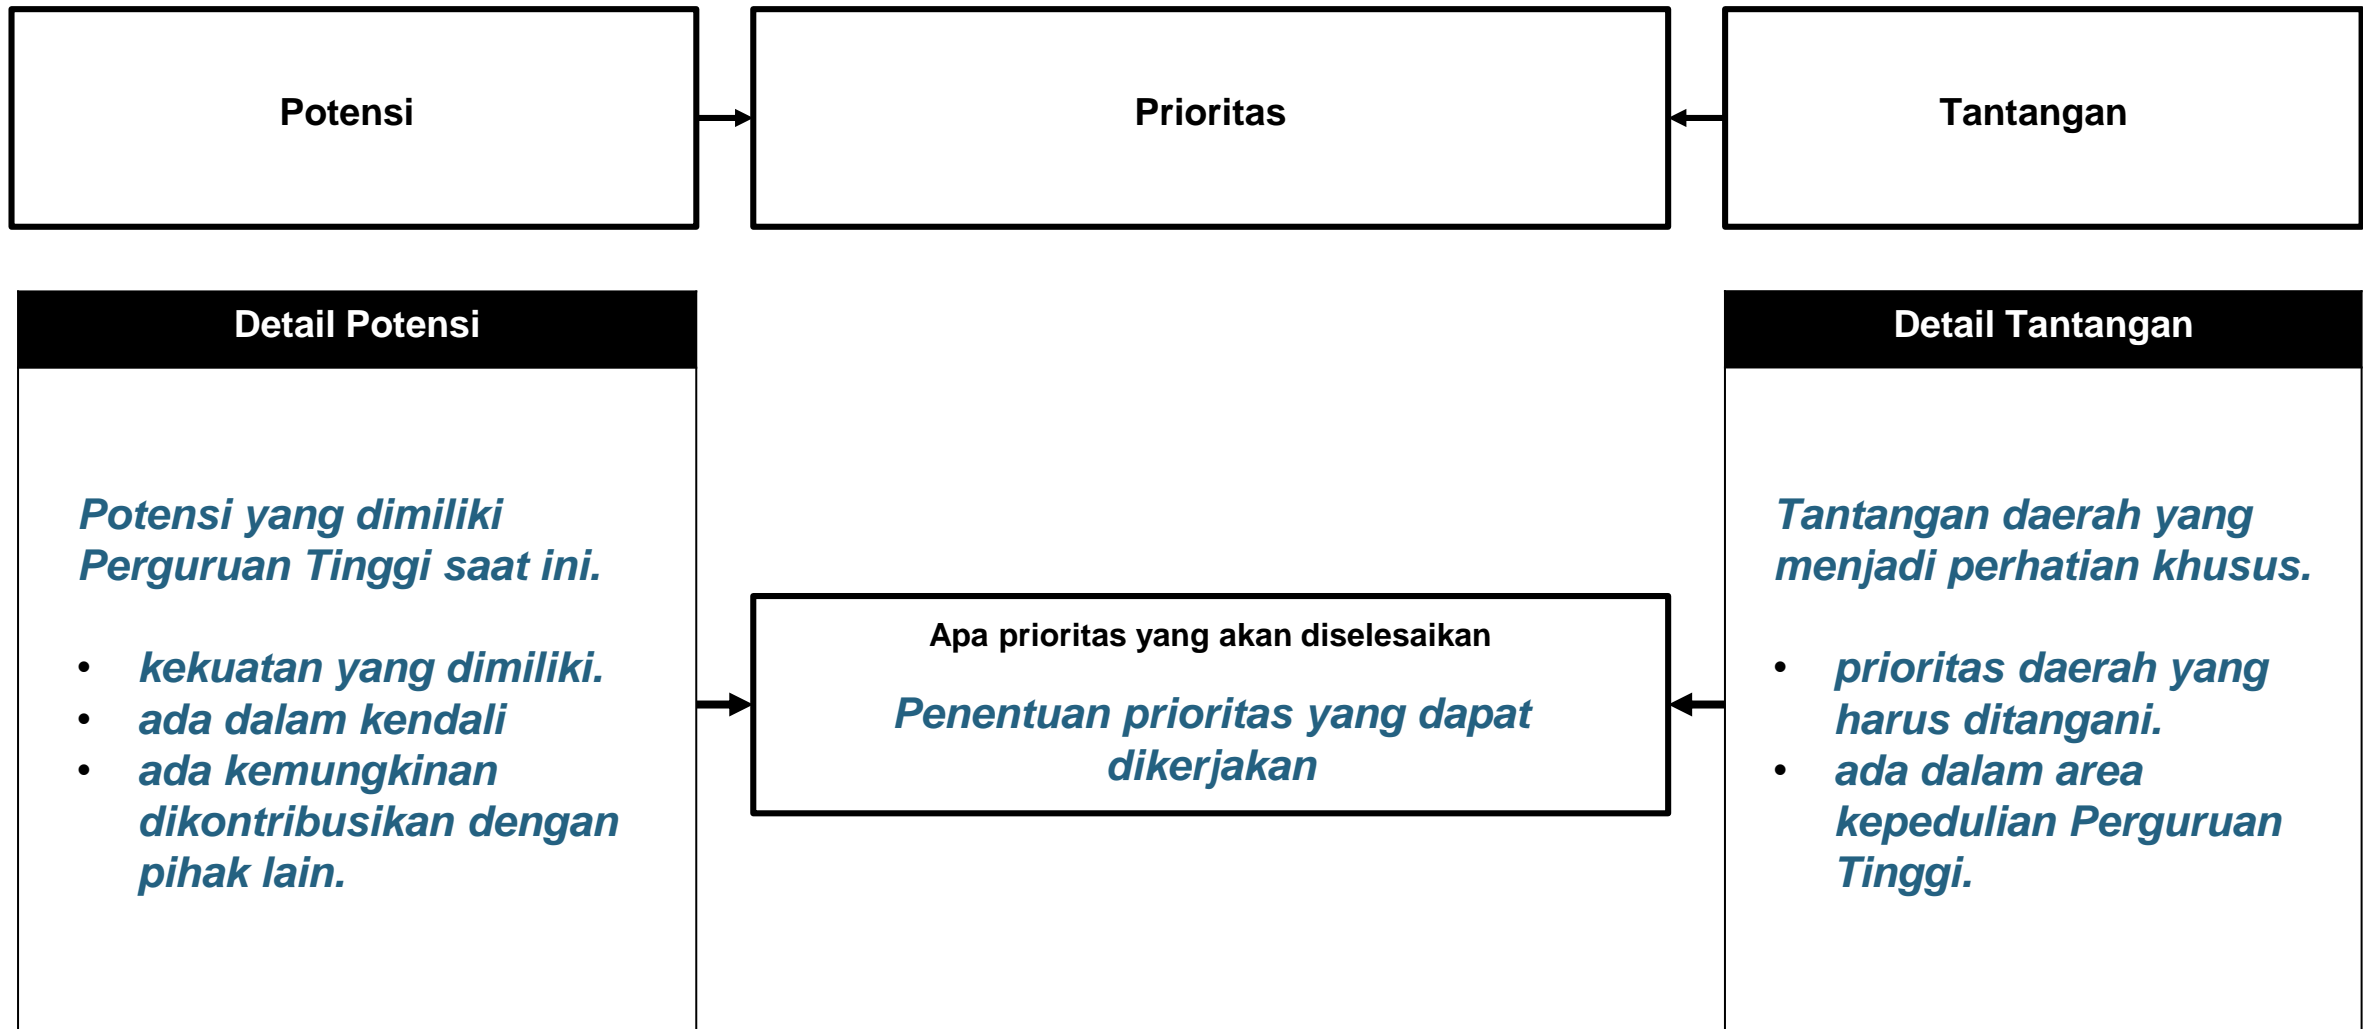 Potensi
Prioritas
Tantangan
Detail Potensi
Potensi yang dimiliki
Perguruan Tinggi saat ini.
• kekuatan yang dimiliki.
• ada dalam kendali
• ada kemungkinan
dikontribusikan dengan
pihak lain.
Apa prioritas yang akan diselesaikan
Penentuan prioritas yang dapat
dikerjakan
Detail Tantangan
Tantangan daerah yang
menjadi perhatian khusus.
• prioritas daerah yang
harus ditangani.
• ada dalam area
kepedulian Perguruan
Tinggi.